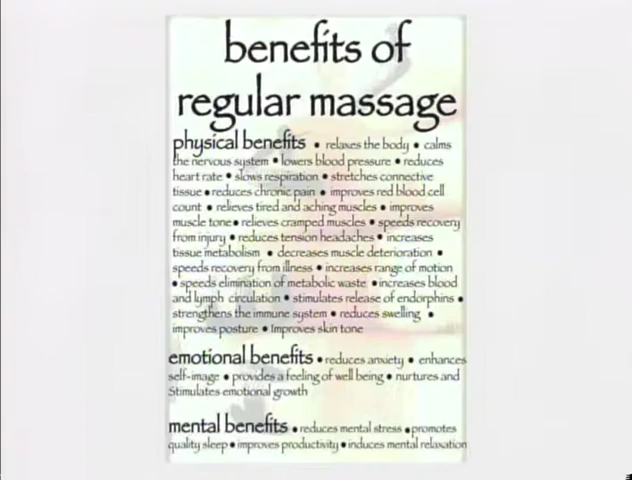 benefits of
regular massage
physical benefits • relaxes the body • calms
the nervous system • lowers blood pressure • reduces
heart rate • slows respiration • stretches connective
tissue • reduces chronic pain • improves red blood cell
count • relieves tired and aching muscles • improves
muscle tone • relieves cramped muscles • speeds recovery
from injury • reduces tension headaches • increases
tissue metabolism • decreases muscle deterioration •
speeds recovery from illness • increases range of motion
• speeds elimination of metabolic waste • increases blood
and lymph circulation • stimulates release of endorphins •
strengthens the immune system • reduces swelling •
improves posture • Improves skin tone
emotional benefits • reduces anxiety • enhances
self-image • provides a feeling of well being • nurtures and
Stimulates emotional growth
mental benefits • reduces mental stress • promotes
quality sleep • improves productivity • induces mental relaxation